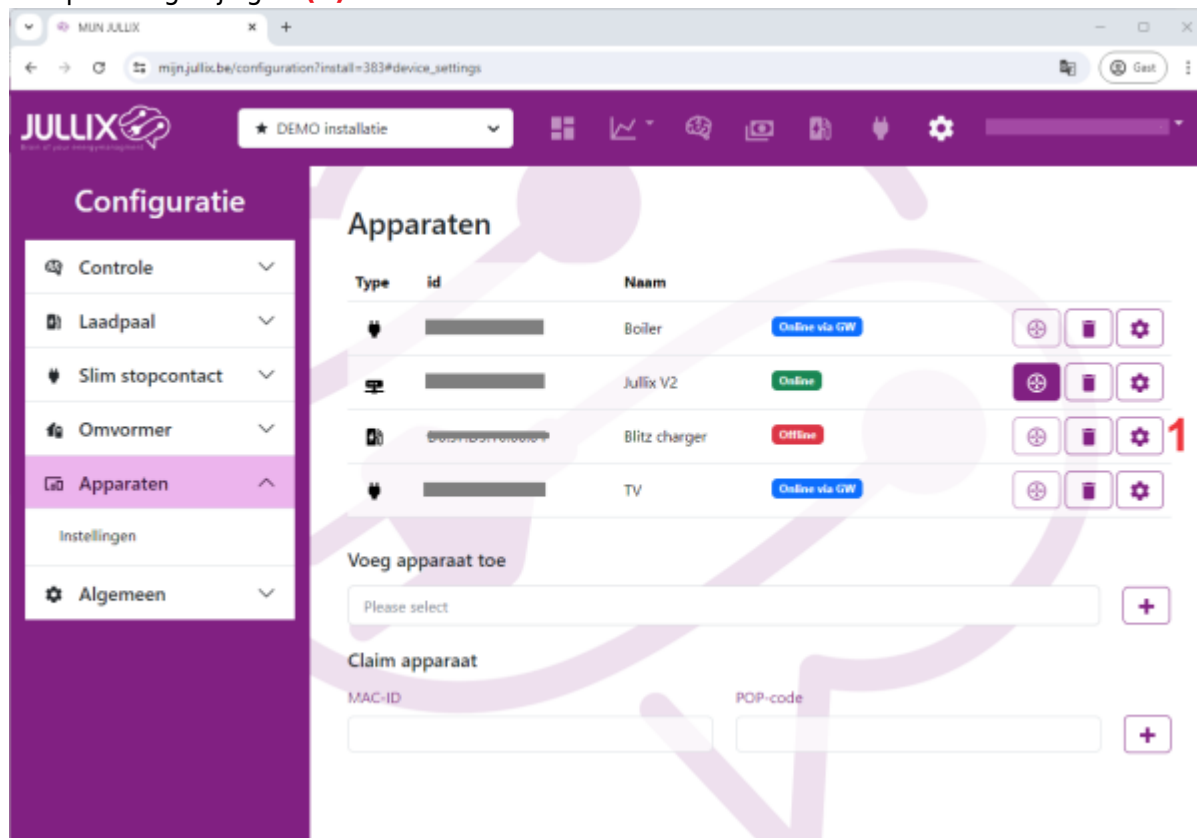 MIJN JULLIX
mijn.jullix.be/configuration?install=383#device_settings
Gast
JULLIX
DEMO installatie
Configuratie
Controle
Laadpaal
Slim stopcontact
Omvormer
Apparaten
Instellingen
Algemeen
Apparaten
Type id Naam
Boiler Online via GW
Jullix V2 Online
Blitz charger Offline 1
TV Online via GW
Voeg apparaat toe
Please select
+
Claim apparaat
MAC-ID POP-code
+